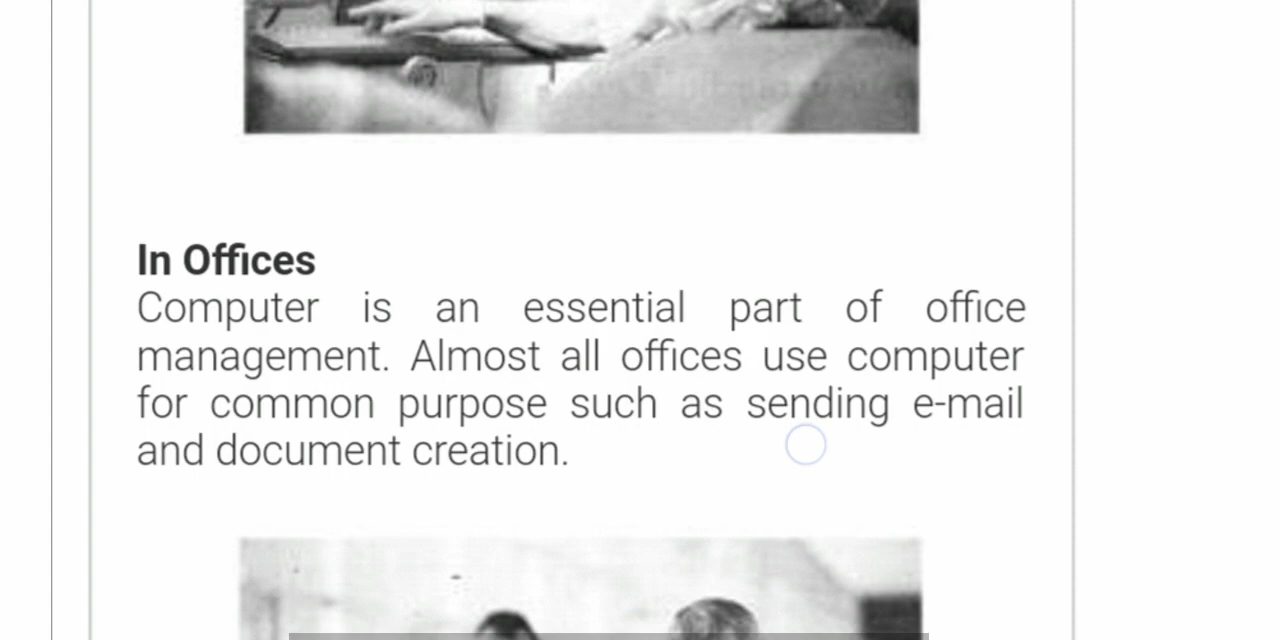 In Offices
Computer is an essential part of office
management. Almost all offices use computer
for common purpose such as sending e-mail
and document creation.